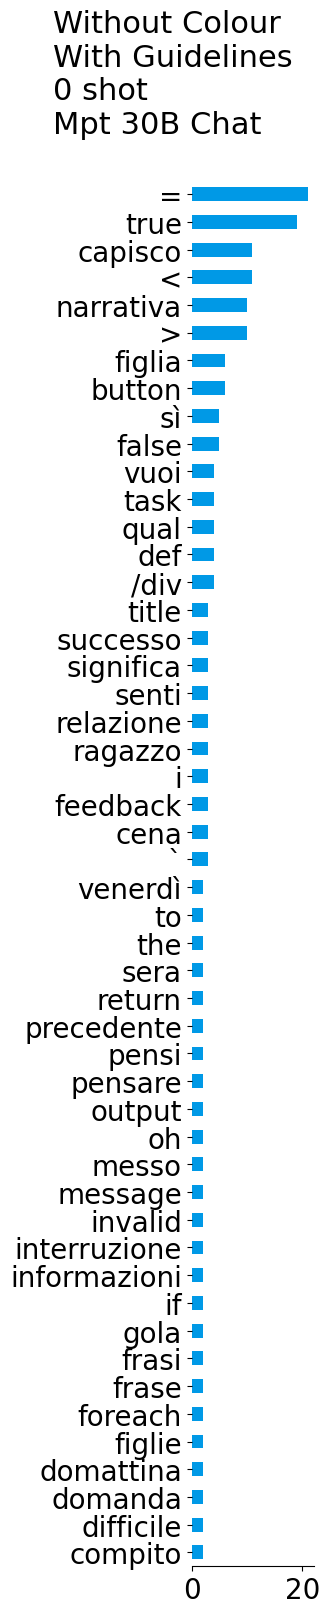 Without Colour
With Guidelines
0 shot
Mpt 30B Chat
=
true
capisco
<
narrativa
>
figlia
button
sì
false
vuoi
task
qual
def
/div
title
successo
significa
senti
relazione
ragazzo
i
feedback
cena
`
venerdì
to
the
sera
return
precedente
pensi
pensare
output
oh
messo
message
invalid
interruzione
informazioni
if
gola
frasi
frase
foreach
figlie
domattina
domanda
difficile
compito
0 20